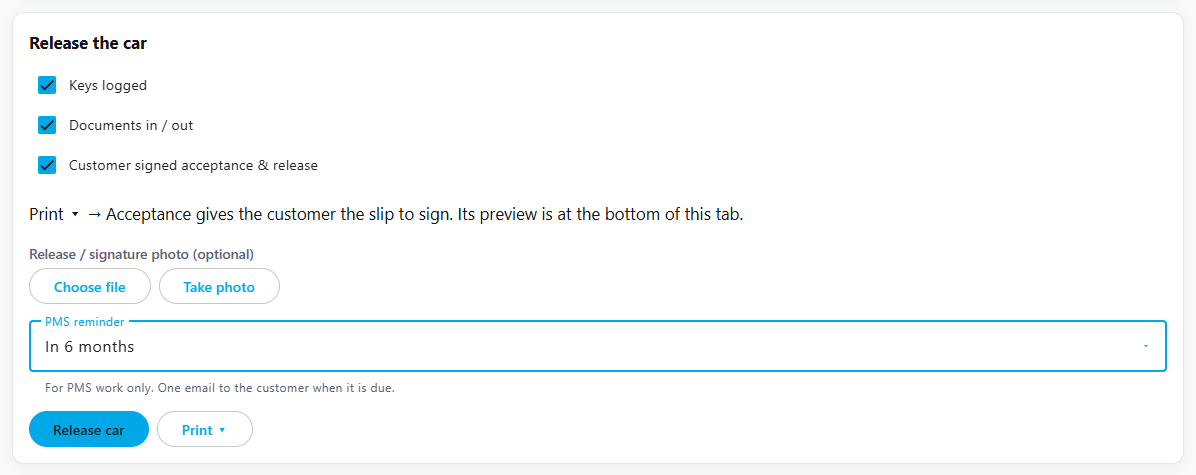 Release the car
Keys logged
Documents in / out
Customer signed acceptance & release
Print ▾ → Acceptance gives the customer the slip to sign. Its preview is at the bottom of this tab.
Release / signature photo (optional)
Choose file
Take photo
PMS reminder
In 6 months
For PMS work only. One email to the customer when it is due.
Release car
Print ▾